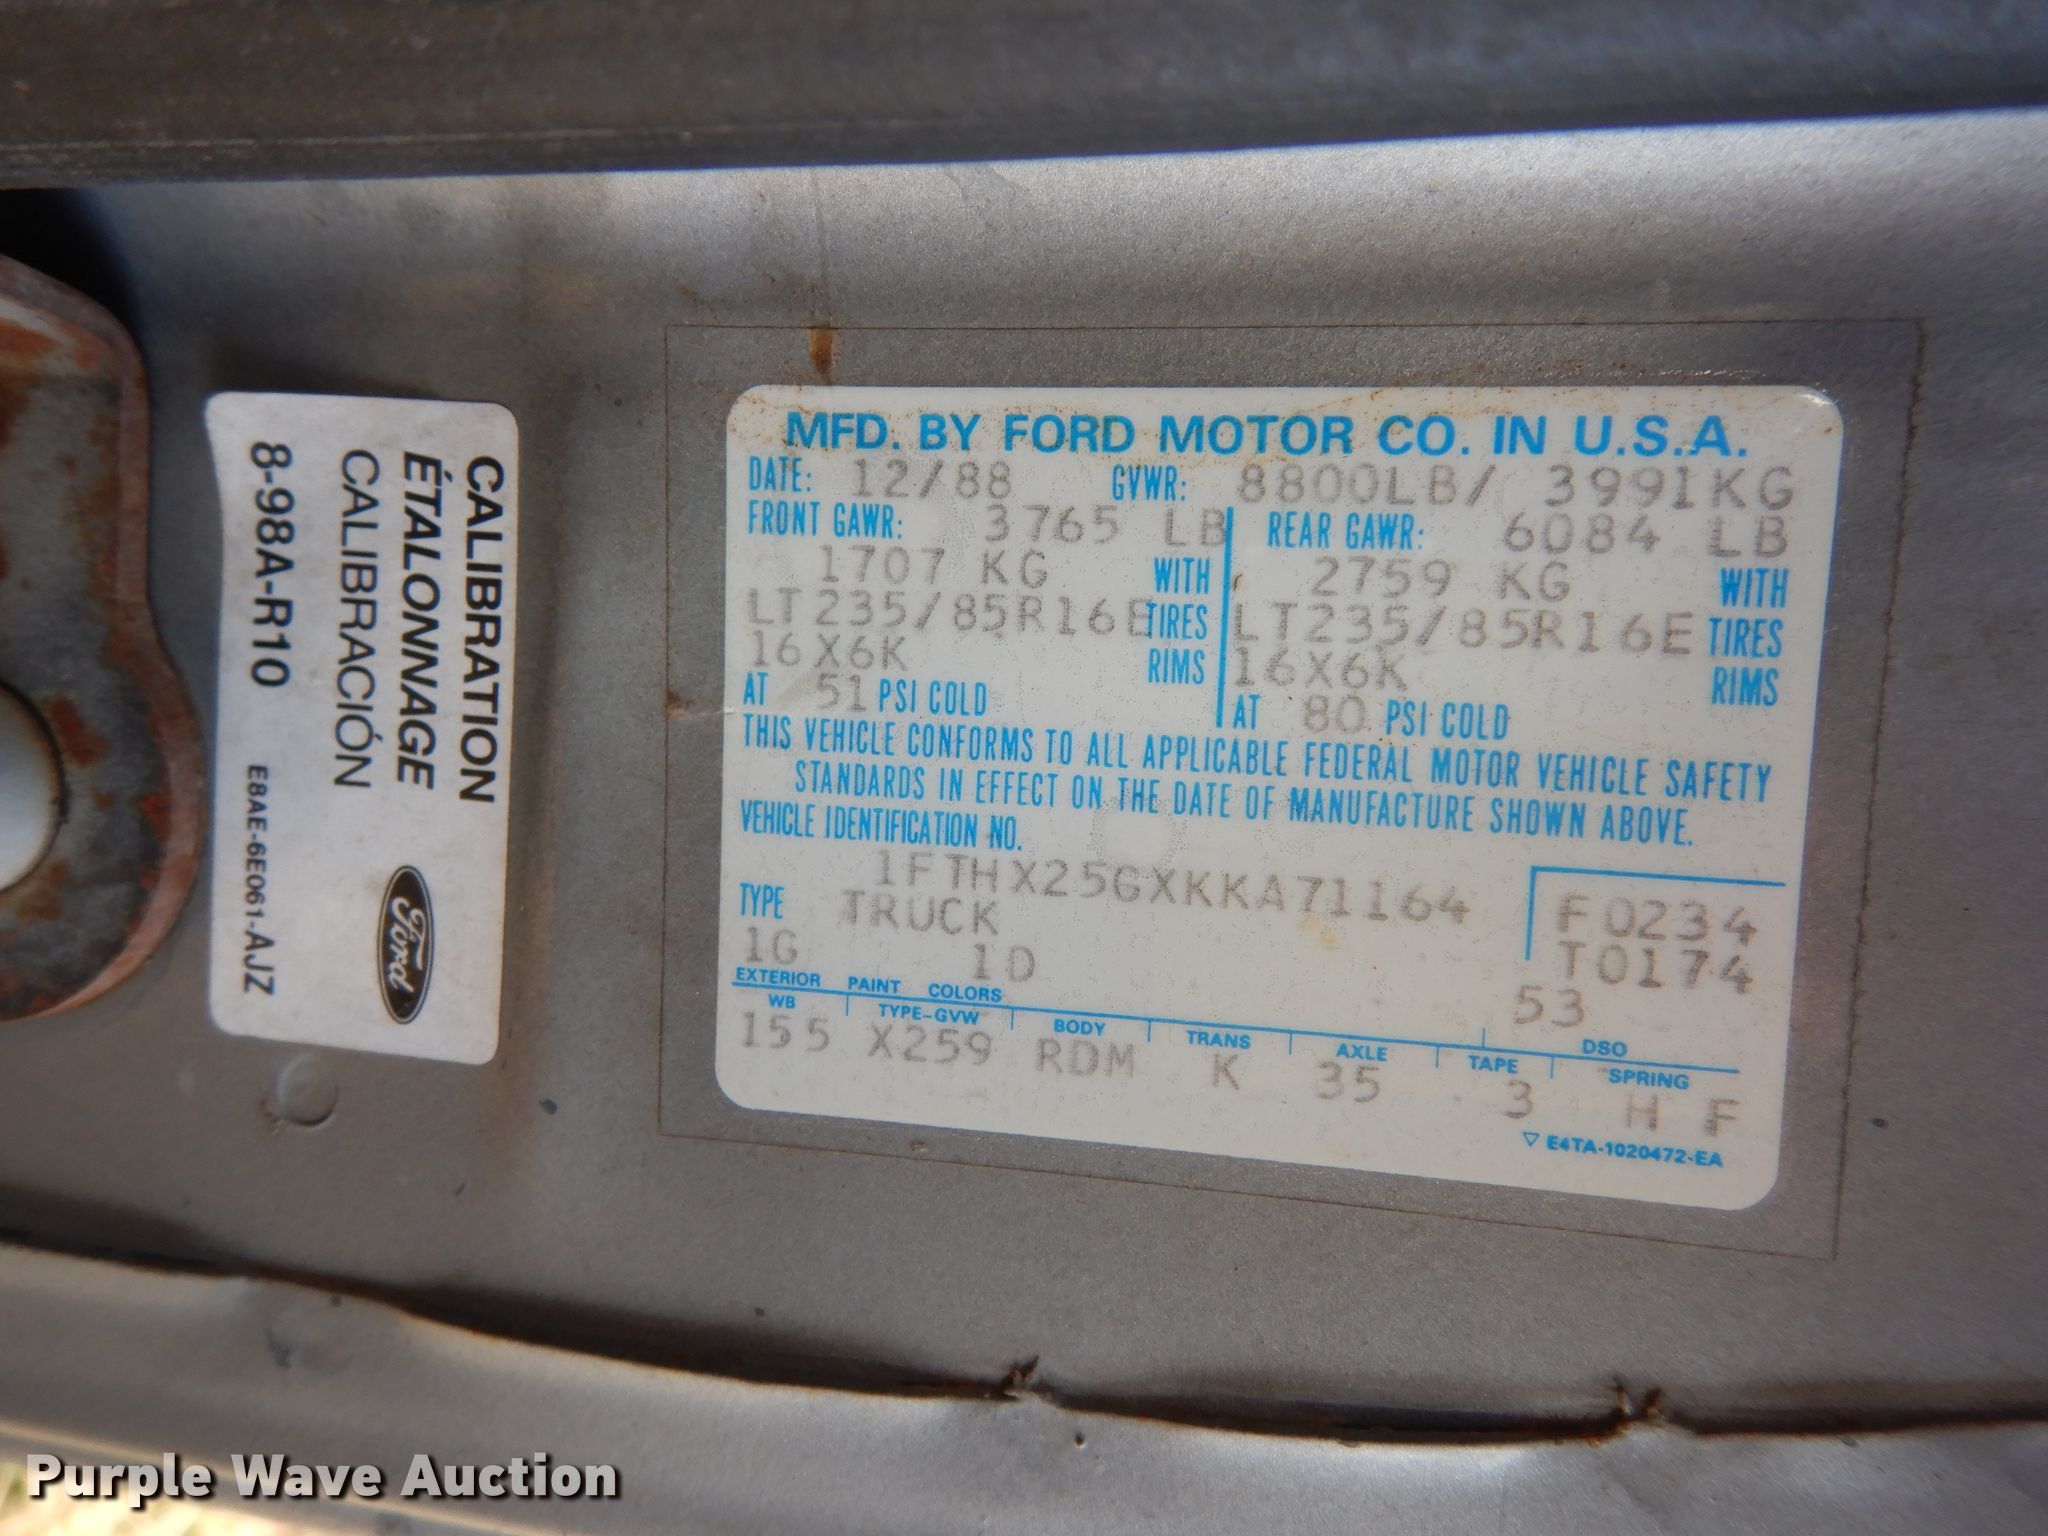 CALIBRATION
ÉTALONNAGE
CALIBRACIÓN
8-98A-R10 E8AE-6E061-AJZ
Ford
MFD. BY FORD MOTOR CO. IN U.S.A.
DATE: 12/88 GVWR: 8800LB/ 3991KG
FRONT GAWR: 3765 LB
1707 KG WITH
LT235/85R16E TIRES
16X6K RIMS
AT 51 PSI COLD
REAR GAWR: 6084 LB
2759 KG WITH
LT235/85R16E TIRES
16X6K RIMS
AT 80 PSI COLD
THIS VEHICLE CONFORMS TO ALL APPLICABLE FEDERAL MOTOR VEHICLE SAFETY
STANDARDS IN EFFECT ON THE DATE OF MANUFACTURE SHOWN ABOVE.
VEHICLE IDENTIFICATION NO.
1FTHX25GXKKA71164
TYPE TRUCK F0234
1G 1D T0174
EXTERIOR PAINT COLORS 53
WB TYPE-GVW BODY TRANS AXLE TAPE DSO SPRING
155 X259 RDM K 35 3 H F
▽ E4TA-1020472-EA
Purple Wave Auction